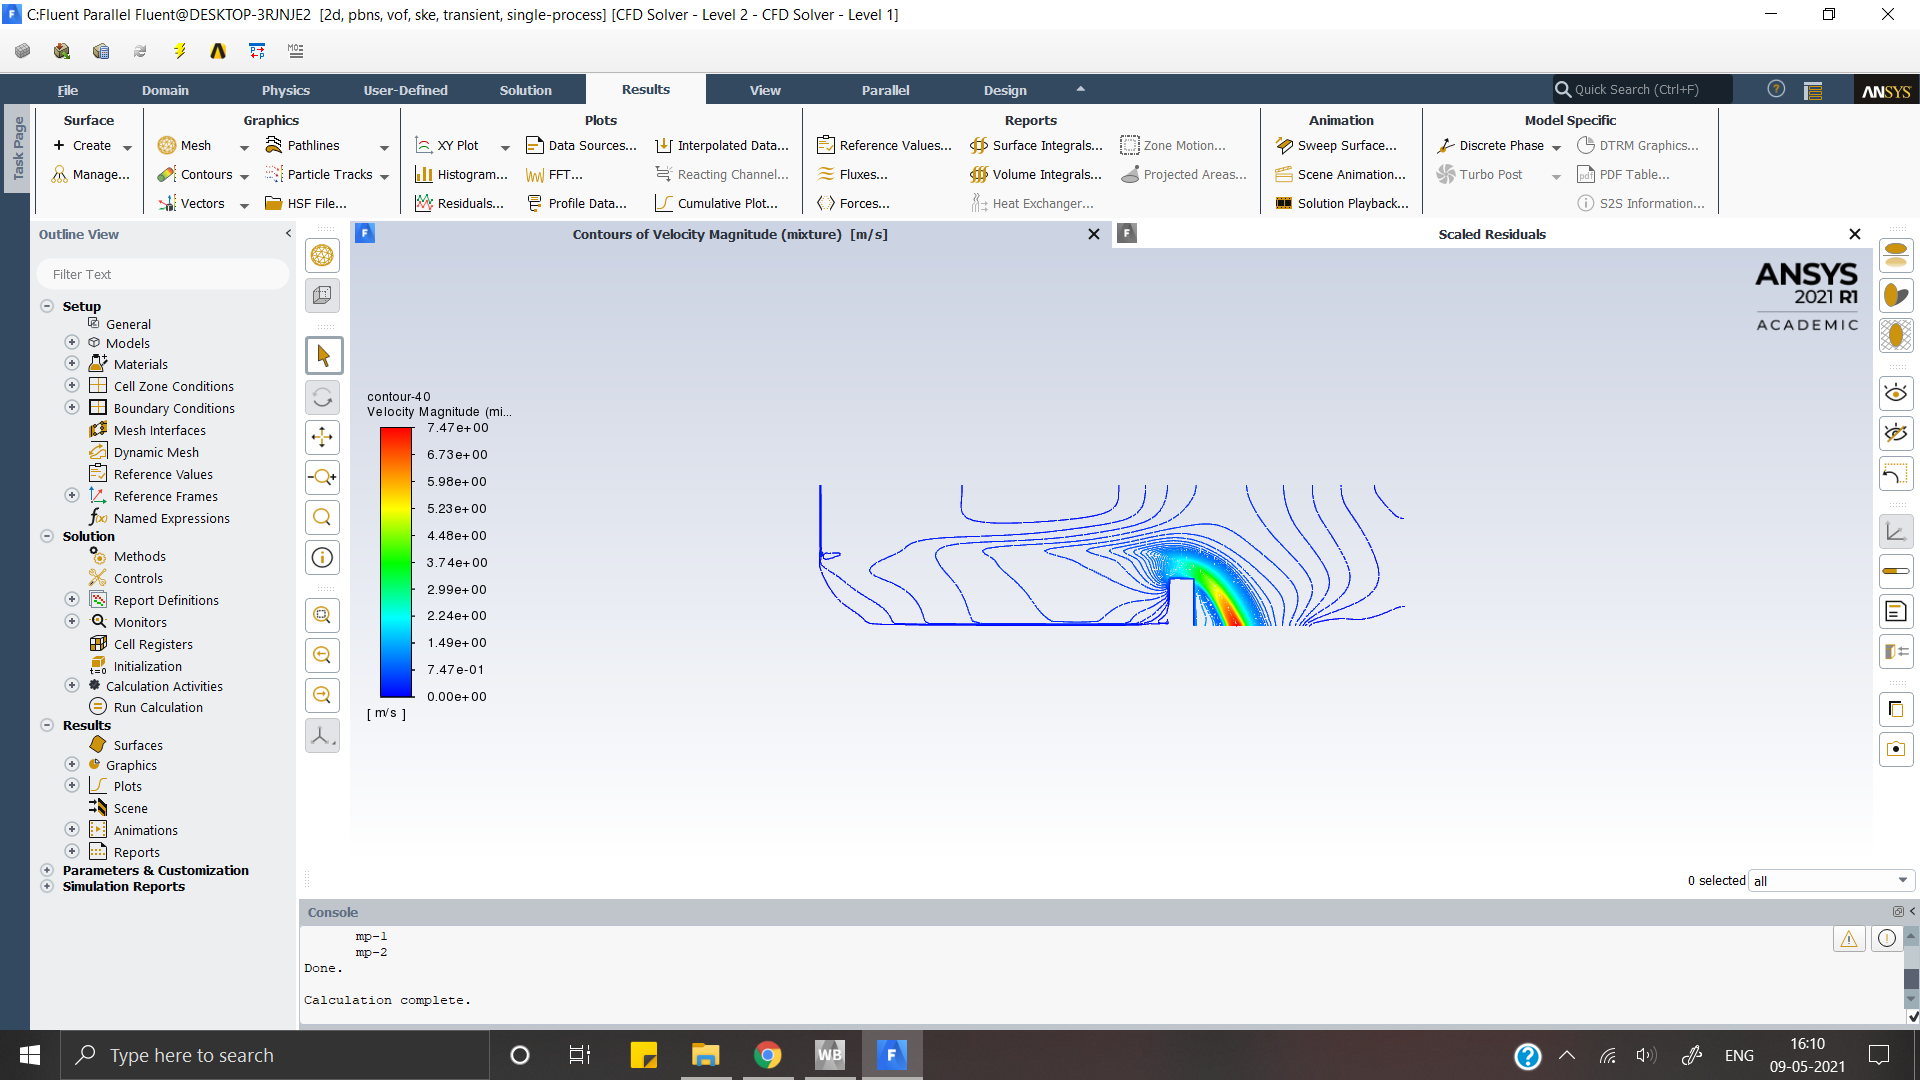 C:Fluent Parallel Fluent@DESKTOP-3RJNJE2 [2d, pbns, vof, ske, transient, single-process] [CFD Solver - Level 2 - CFD Solver - Level 1]
File Domain Physics User-Defined Solution Results View Parallel Design Quick Search (Ctrl+F) ANSYS
Task Page
Surface
Create
Manage...
Graphics
Mesh Pathlines
Contours Particle Tracks
Vectors HSF File...
Plots
XY Plot Data Sources... Interpolated Data...
Histogram... FFT... Reacting Channel...
Residuals... Profile Data... Cumulative Plot...
Reports
Reference Values... Surface Integrals... Zone Motion...
Fluxes... Volume Integrals... Projected Areas...
Forces... Heat Exchanger...
Animation
Sweep Surface...
Scene Animation...
Solution Playback...
Model Specific
Discrete Phase DTRM Graphics...
Turbo Post PDF Table...
S2S Information...
Outline View
Filter Text
Setup
General
Models
Materials
Cell Zone Conditions
Boundary Conditions
Mesh Interfaces
Dynamic Mesh
Reference Values
Reference Frames
Named Expressions
Solution
Methods
Controls
Report Definitions
Monitors
Cell Registers
Initialization
Calculation Activities
Run Calculation
Results
Surfaces
Graphics
Plots
Scene
Animations
Reports
Parameters & Customization
Simulation Reports
Contours of Velocity Magnitude (mixture) [m/s]
Scaled Residuals
ANSYS
2021 R1
ACADEMIC
contour-40
Velocity Magnitude (mi...
7.47e+00
6.73e+00
5.98e+00
5.23e+00
4.48e+00
3.74e+00
2.99e+00
2.24e+00
1.49e+00
7.47e-01
0.00e+00
[ m/s ]
0 selected all
Console
mp-1
mp-2
Done.
Calculation complete.
Type here to search
WB
F
ENG
16:10
09-05-2021